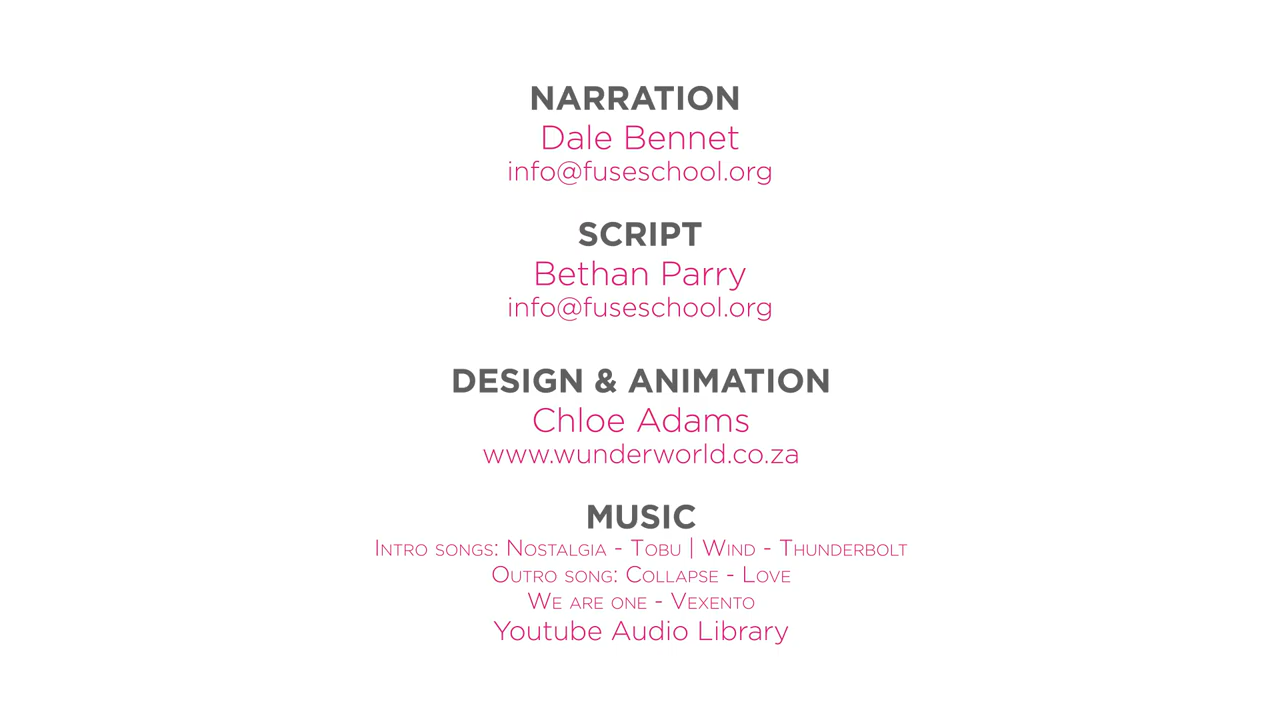 NARRATION
Dale Bennet
info@fuseschool.org
SCRIPT
Bethan Parry
info@fuseschool.org
DESIGN & ANIMATION
Chloe Adams
www.wunderworld.co.za
MUSIC
Intro songs: Nostalgia - Tobu | Wind - Thunderbolt
Outro song: Collapse - Love
We are one - Vexento
Youtube Audio Library